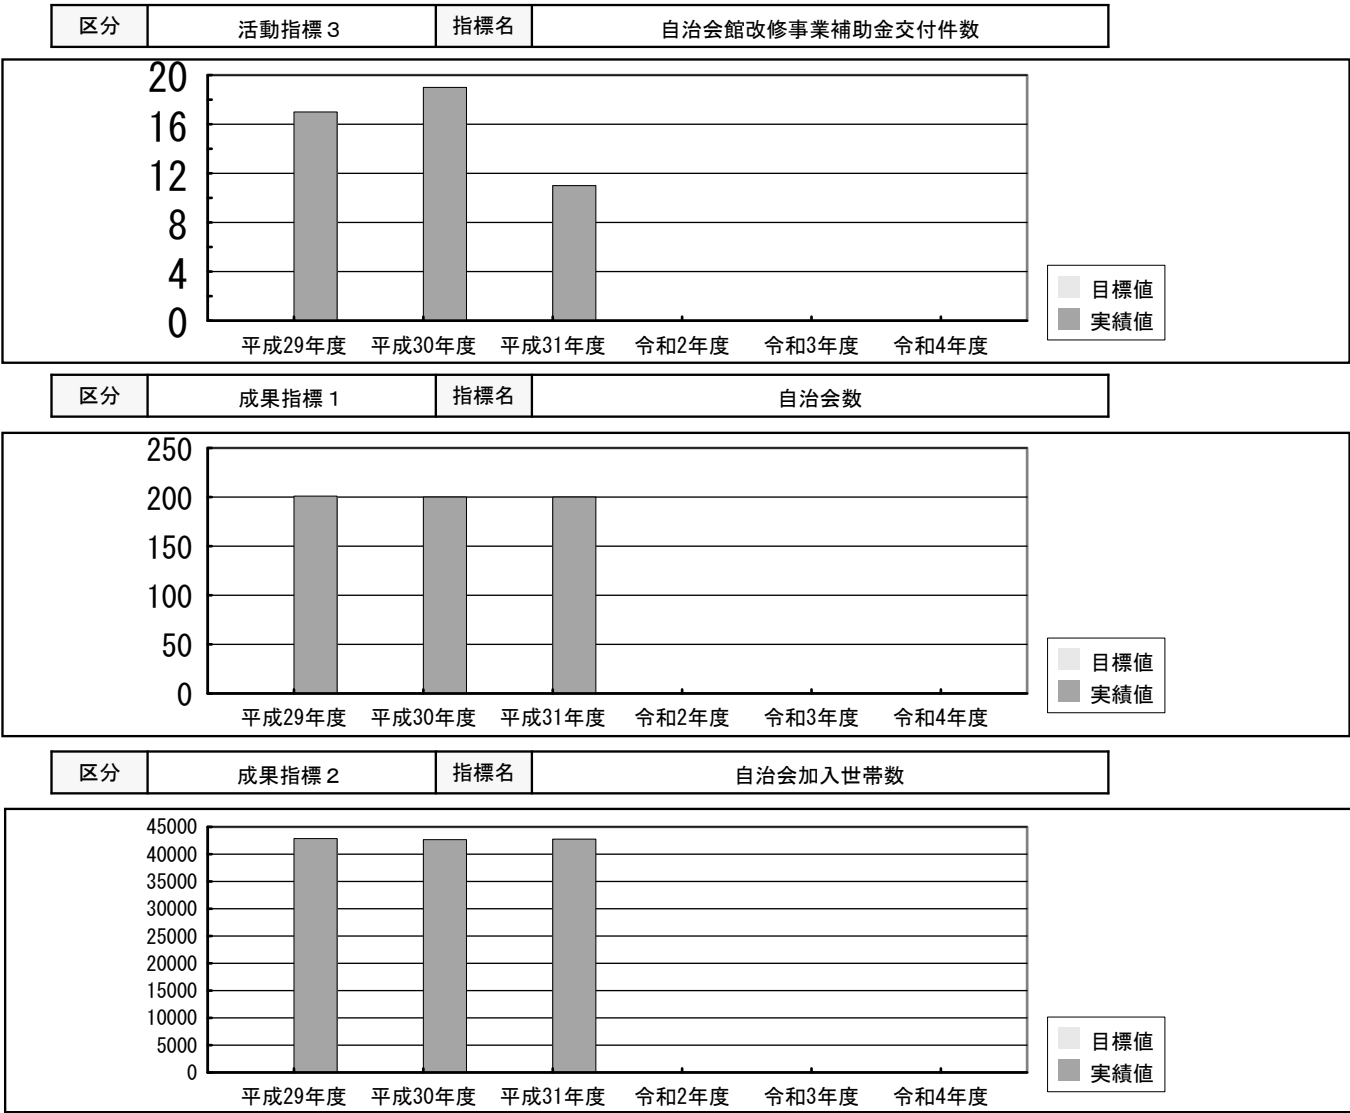 区分 活動指標３ 指標名 自治会館改修事業補助金交付件数
20
16
12
8
4
0
平成29年度 平成30年度 平成31年度 令和2年度 令和3年度 令和4年度
目標値
実績値
区分 成果指標１ 指標名 自治会数
250
200
150
100
50
0
平成29年度 平成30年度 平成31年度 令和2年度 令和3年度 令和4年度
目標値
実績値
区分 成果指標２ 指標名 自治会加入世帯数
45000
40000
35000
30000
25000
20000
15000
10000
5000
0
平成29年度 平成30年度 平成31年度 令和2年度 令和3年度 令和4年度
目標値
実績値